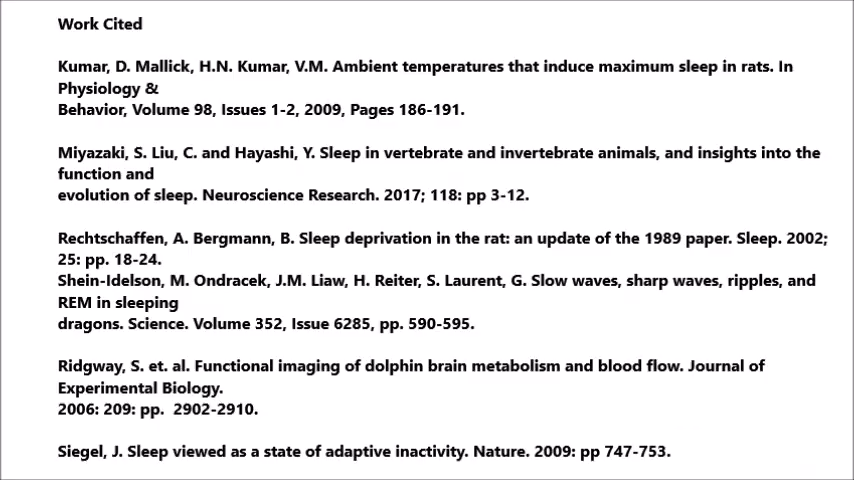 Work Cited
Kumar, D. Mallick, H.N. Kumar, V.M. Ambient temperatures that induce maximum sleep in rats. In
Physiology &
Behavior, Volume 98, Issues 1-2, 2009, Pages 186-191.
Miyazaki, S. Liu, C. and Hayashi, Y. Sleep in vertebrate and invertebrate animals, and insights into the
function and
evolution of sleep. Neuroscience Research. 2017; 118: pp 3-12.
Rechtschaffen, A. Bergmann, B. Sleep deprivation in the rat: an update of the 1989 paper. Sleep. 2002;
25: pp. 18-24.
Shein-Idelson, M. Ondracek, J.M. Liaw, H. Reiter, S. Laurent, G. Slow waves, sharp waves, ripples, and
REM in sleeping
dragons. Science. Volume 352, Issue 6285, pp. 590-595.
Ridgway, S. et. al. Functional imaging of dolphin brain metabolism and blood flow. Journal of
Experimental Biology.
2006: 209: pp.  2902-2910.
Siegel, J. Sleep viewed as a state of adaptive inactivity. Nature. 2009: pp 747-753.